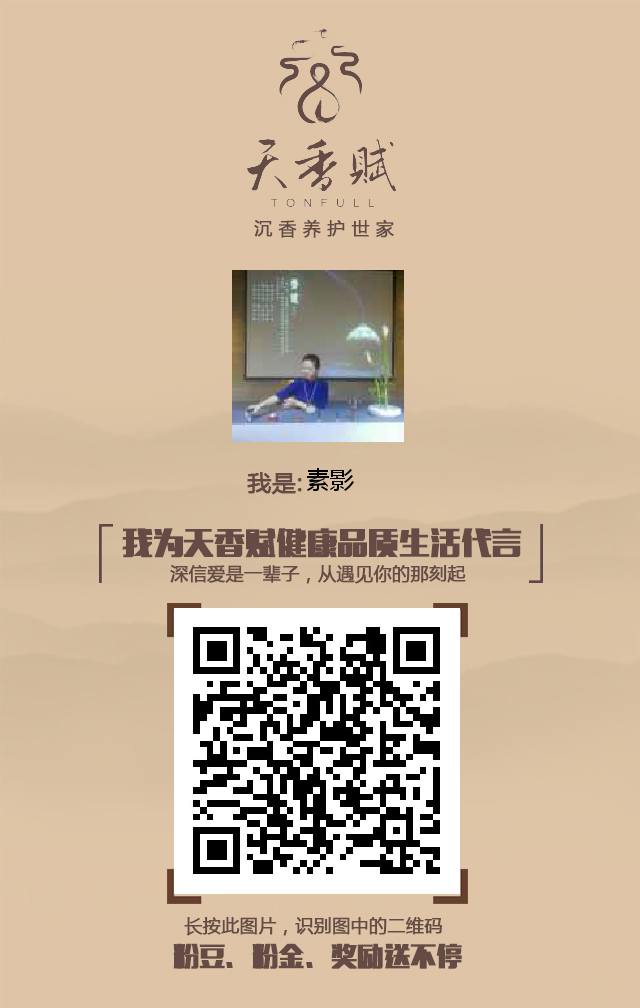 天香赋
TONFULL
沉香养护世家
我是:素影
我为天香赋健康品质生活代言
深信爱是一辈子，从遇见你的那刻起
长按此图片，识别图中的二维码
粉豆、粉金、奖励送不停